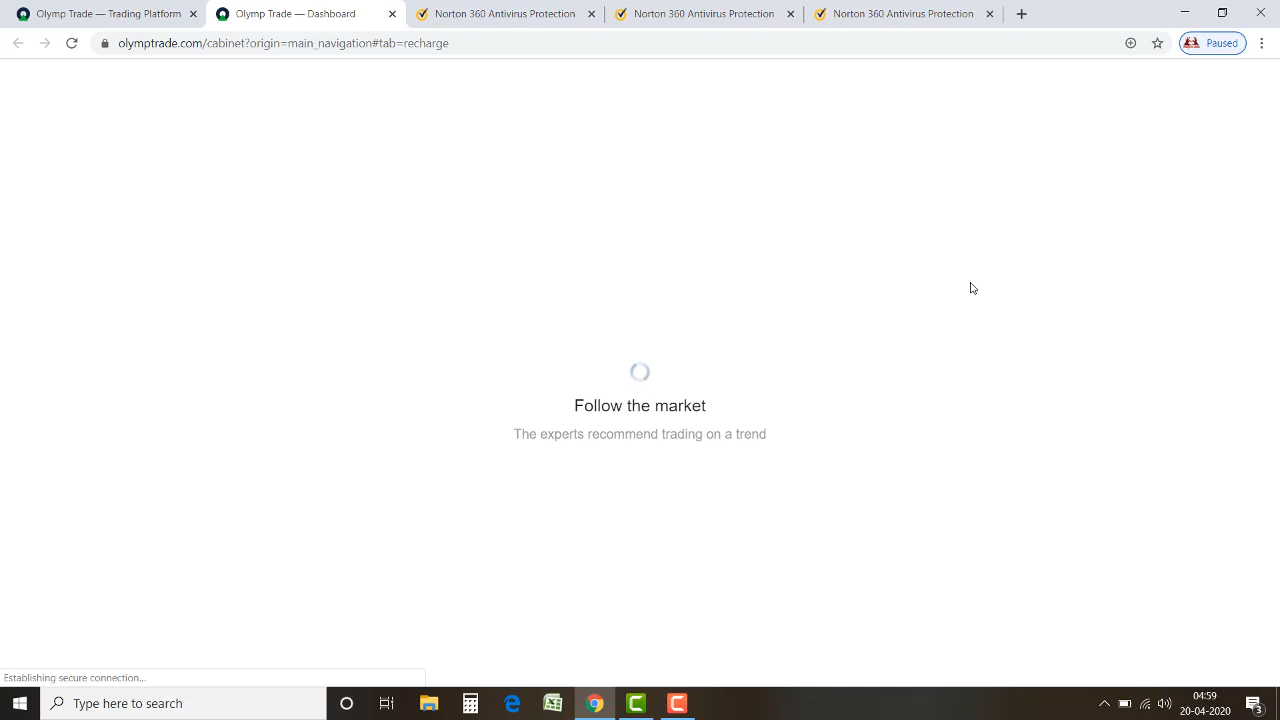 Olymp Trade — Trading Platform
Olymp Trade — Dashboard
Norton 360 Antivirus Protection
Norton 360 Antivirus Protection
Norton 360 Antivirus Protection
olymptrade.com/cabinet?origin=main_navigation#tab=recharge
Paused
Follow the market
The experts recommend trading on a trend
Establishing secure connection...
Type here to search
04:59
20-04-2020
3